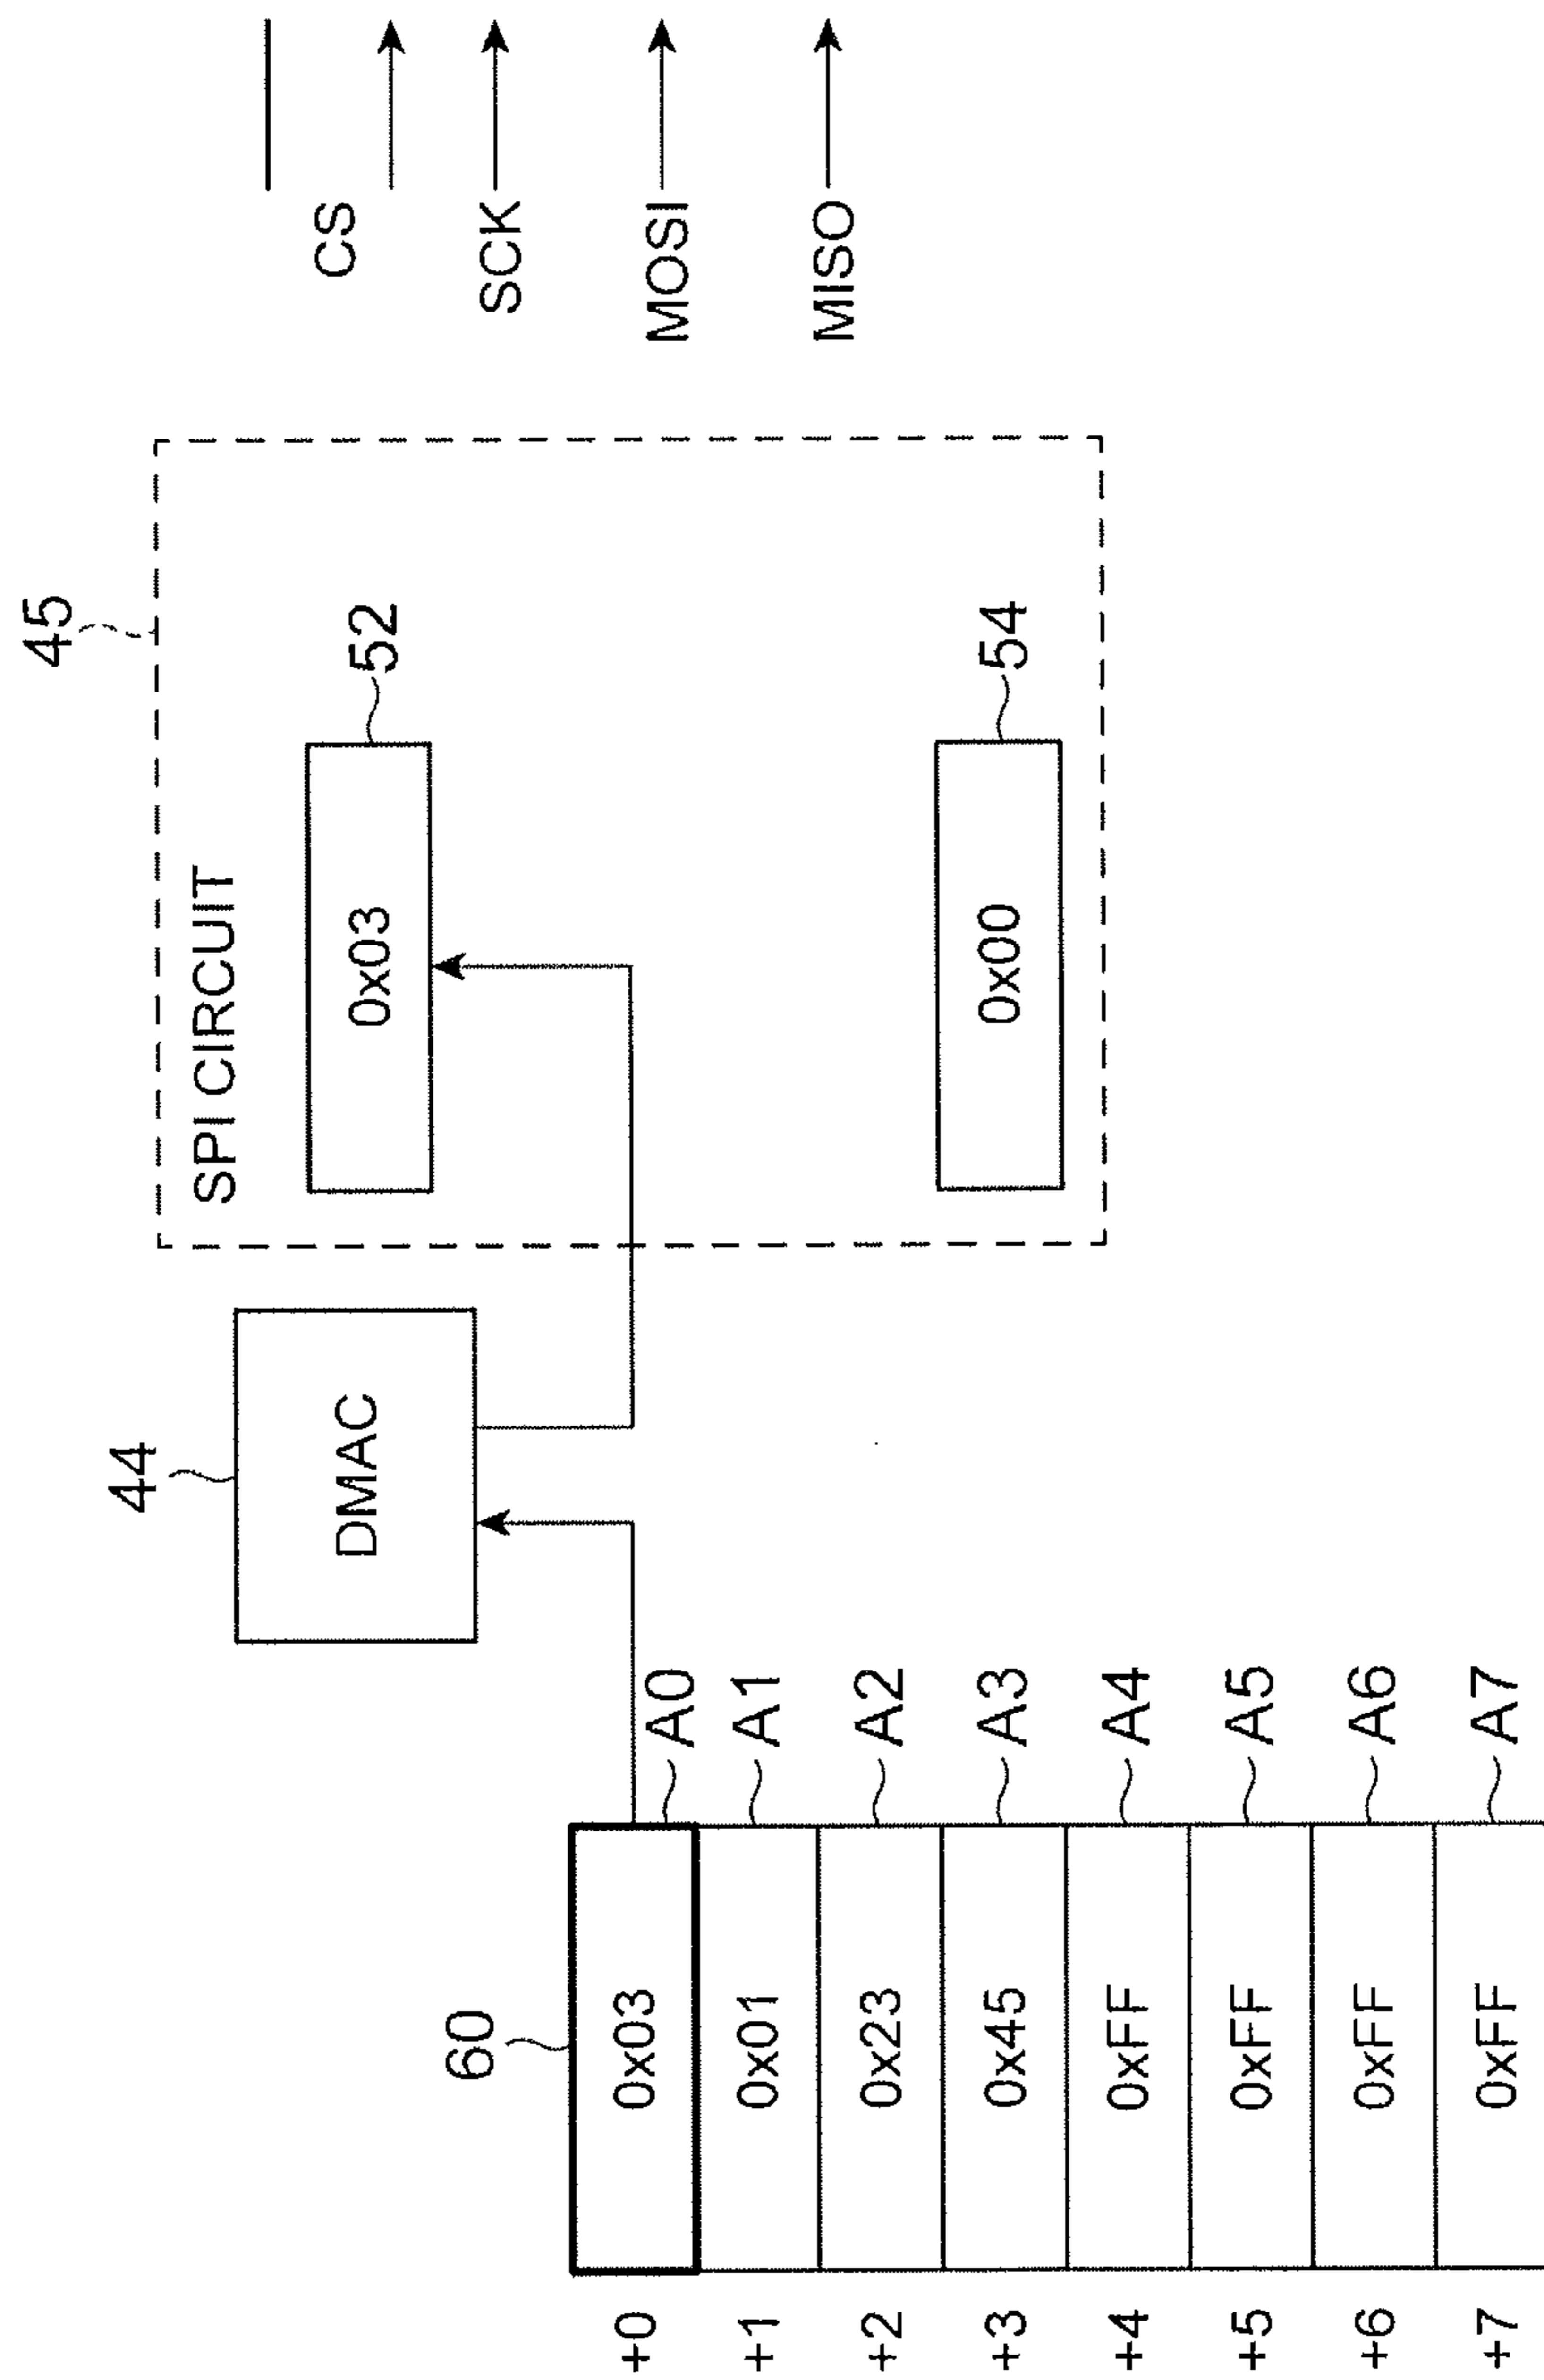 45
44
SPI CIRCUIT
CS
DMAC
0x03
52
SCK
60
+0 0x03 A0
MOSI
+1 0x01 A1
+2 0x23 A2
MISO
+3 0x45 A3
0x00
54
+4 0xFF A4
+5 0xFF A5
+6 0xFF A6
+7 0xFF A7